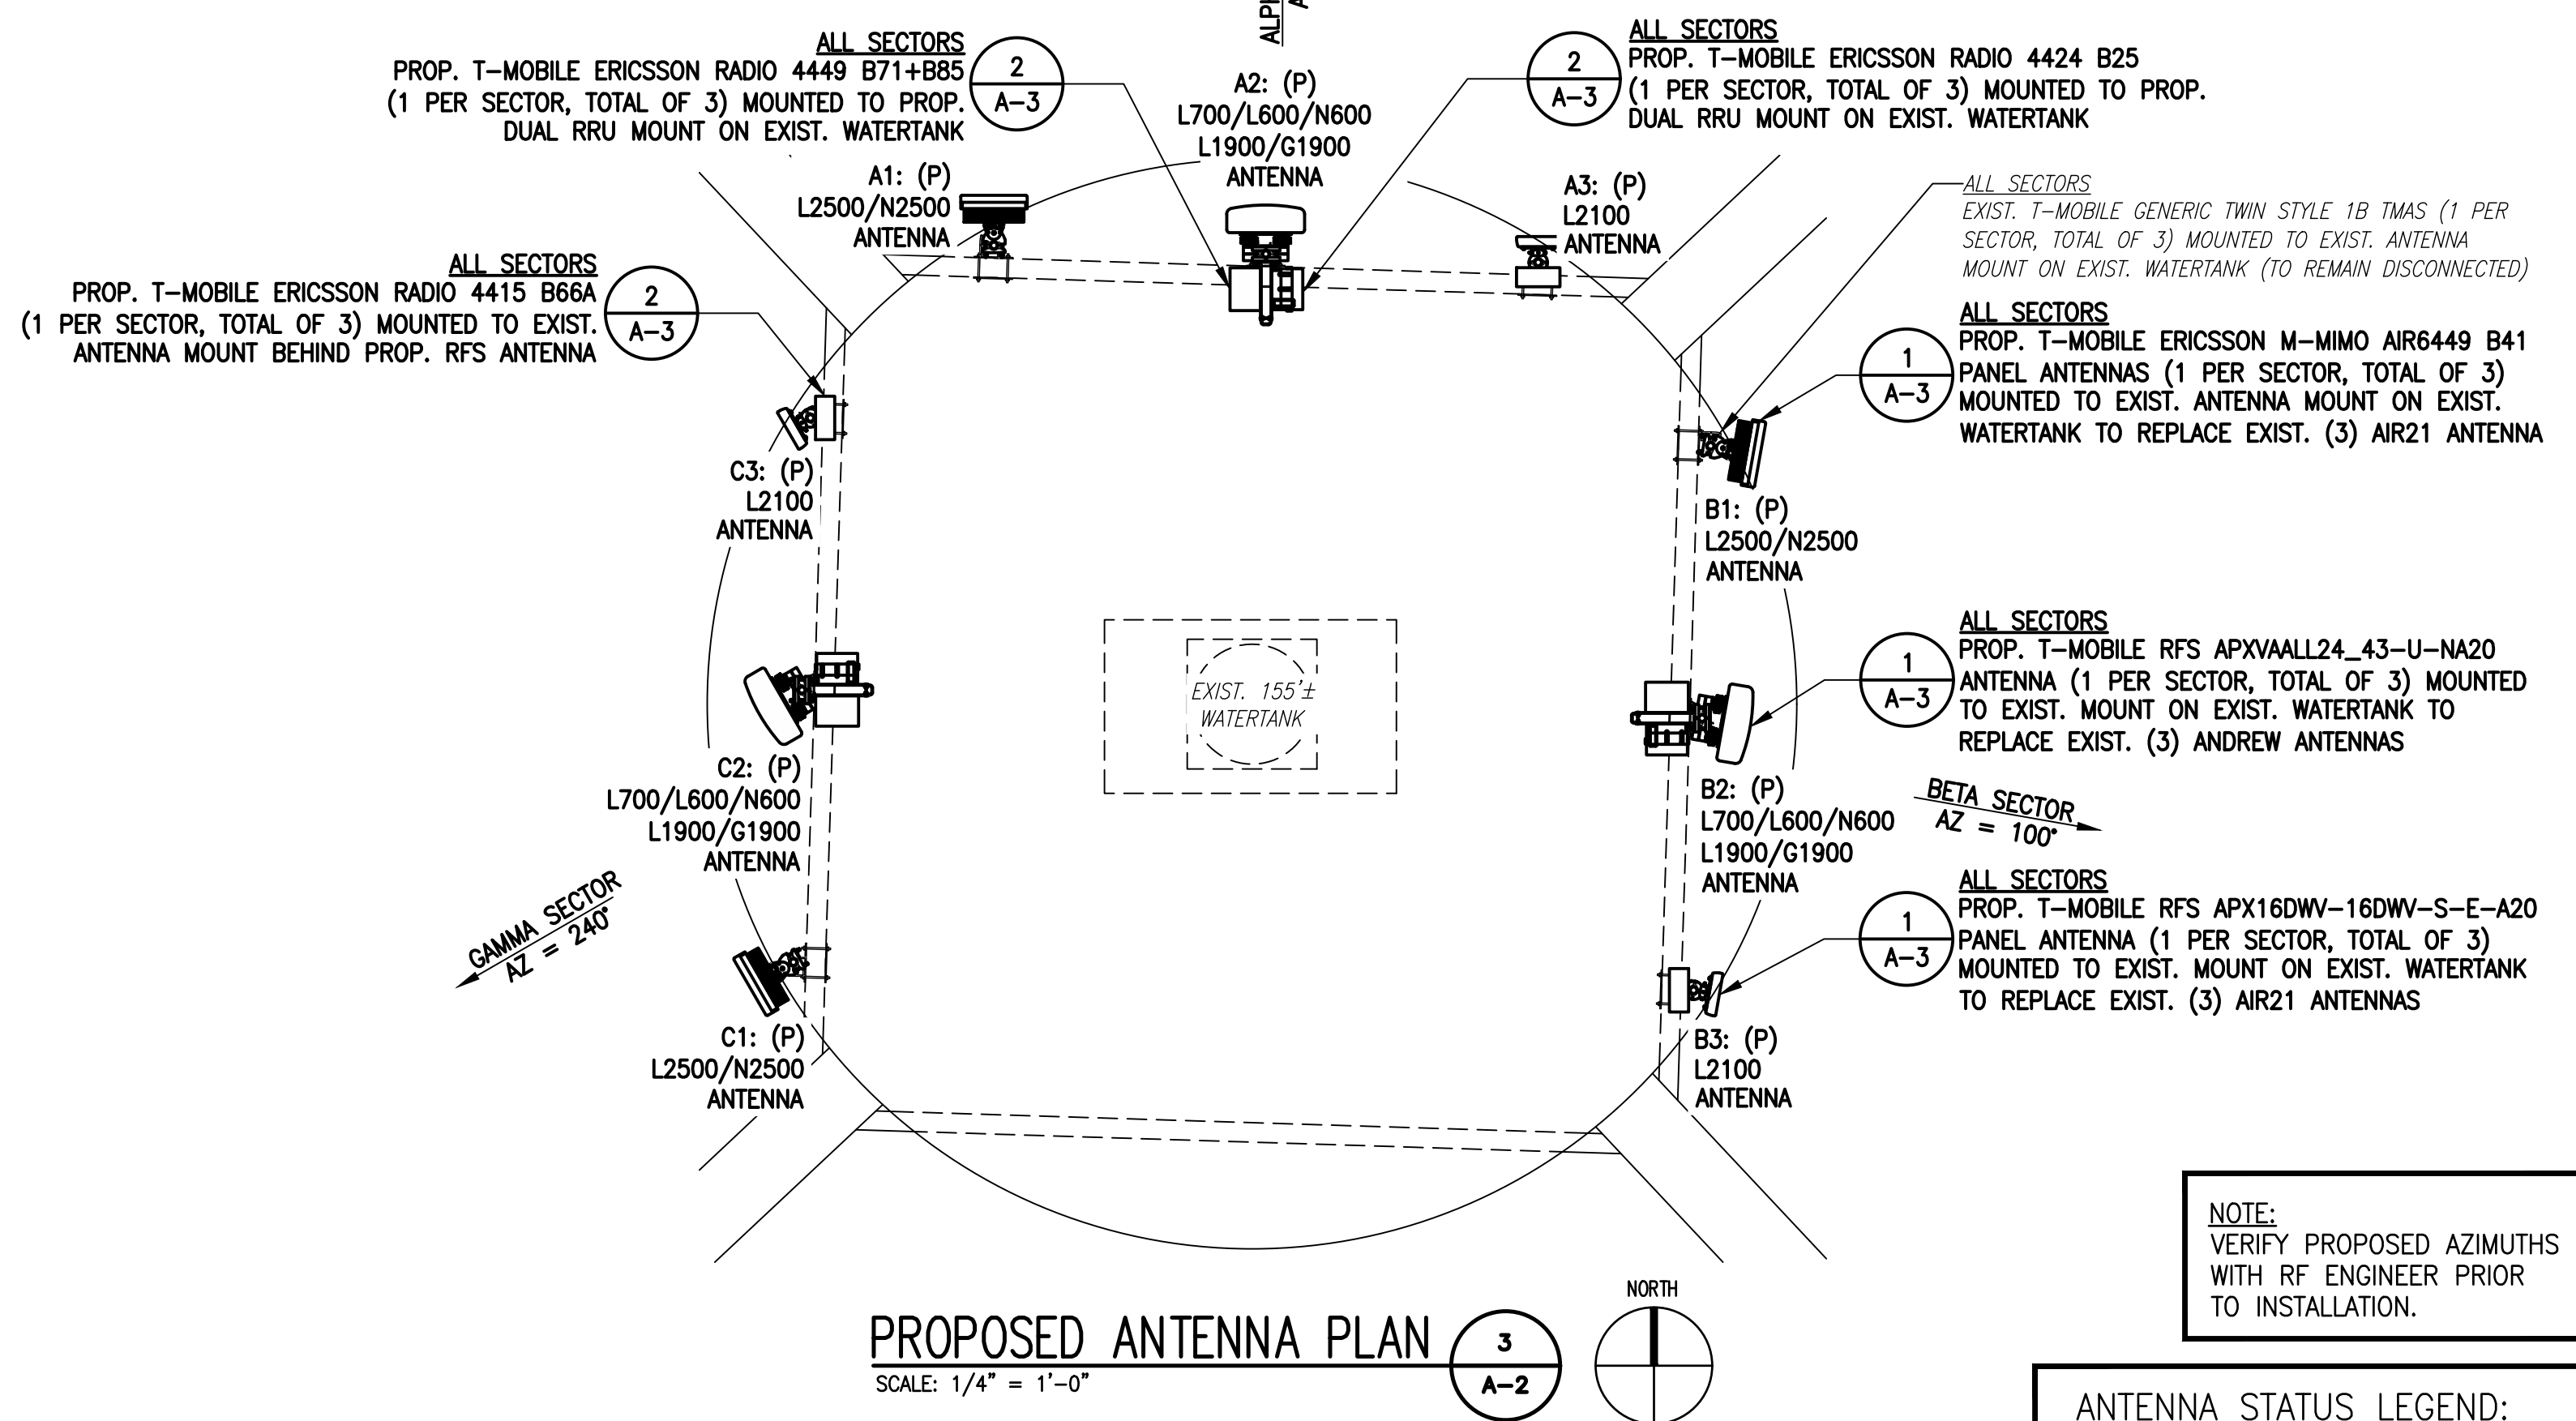 ALL SECTORS
PROP. T-MOBILE ERICSSON RADIO 4449 B71+B85
(1 PER SECTOR, TOTAL OF 3) MOUNTED TO PROP.
DUAL RRU MOUNT ON EXIST. WATERTANK
2
A-3
A2: (P)
L700/L600/N600
L1900/G1900
ANTENNA
2
A-3
ALL SECTORS
PROP. T-MOBILE ERICSSON RADIO 4424 B25
(1 PER SECTOR, TOTAL OF 3) MOUNTED TO PROP.
DUAL RRU MOUNT ON EXIST. WATERTANK
A1: (P)
L2500/N2500
ANTENNA
A3: (P)
L2100
ANTENNA
ALL SECTORS
EXIST. T-MOBILE GENERIC TWIN STYLE 1B TMAS (1 PER
SECTOR, TOTAL OF 3) MOUNTED TO EXIST. ANTENNA
MOUNT ON EXIST. WATERTANK (TO REMAIN DISCONNECTED)
ALL SECTORS
PROP. T-MOBILE ERICSSON RADIO 4415 B66A
(1 PER SECTOR, TOTAL OF 3) MOUNTED TO EXIST.
ANTENNA MOUNT BEHIND PROP. RFS ANTENNA
2
A-3
1
A-3
ALL SECTORS
PROP. T-MOBILE ERICSSON M-MIMO AIR6449 B41
PANEL ANTENNAS (1 PER SECTOR, TOTAL OF 3)
MOUNTED TO EXIST. ANTENNA MOUNT ON EXIST.
WATERTANK TO REPLACE EXIST. (3) AIR21 ANTENNA
C3: (P)
L2100
ANTENNA
B1: (P)
L2500/N2500
ANTENNA
EXIST. 155'±
WATERTANK
1
A-3
ALL SECTORS
PROP. T-MOBILE RFS APXVAALL24_43-U-NA20
ANTENNA (1 PER SECTOR, TOTAL OF 3) MOUNTED
TO EXIST. MOUNT ON EXIST. WATERTANK TO
REPLACE EXIST. (3) ANDREW ANTENNAS
C2: (P)
L700/L600/N600
L1900/G1900
ANTENNA
B2: (P)
L700/L600/N600
L1900/G1900
ANTENNA
BETA SECTOR
AZ = 100°
GAMMA SECTOR
AZ = 240°
1
A-3
ALL SECTORS
PROP. T-MOBILE RFS APX16DWV-16DWV-S-E-A20
PANEL ANTENNA (1 PER SECTOR, TOTAL OF 3)
MOUNTED TO EXIST. MOUNT ON EXIST. WATERTANK
TO REPLACE EXIST. (3) AIR21 ANTENNAS
C1: (P)
L2500/N2500
ANTENNA
B3: (P)
L2100
ANTENNA
NOTE:
VERIFY PROPOSED AZIMUTHS
WITH RF ENGINEER PRIOR
TO INSTALLATION.
PROPOSED ANTENNA PLAN
SCALE: 1/4" = 1'-0"
3
A-2
NORTH
ANTENNA STATUS LEGEND: